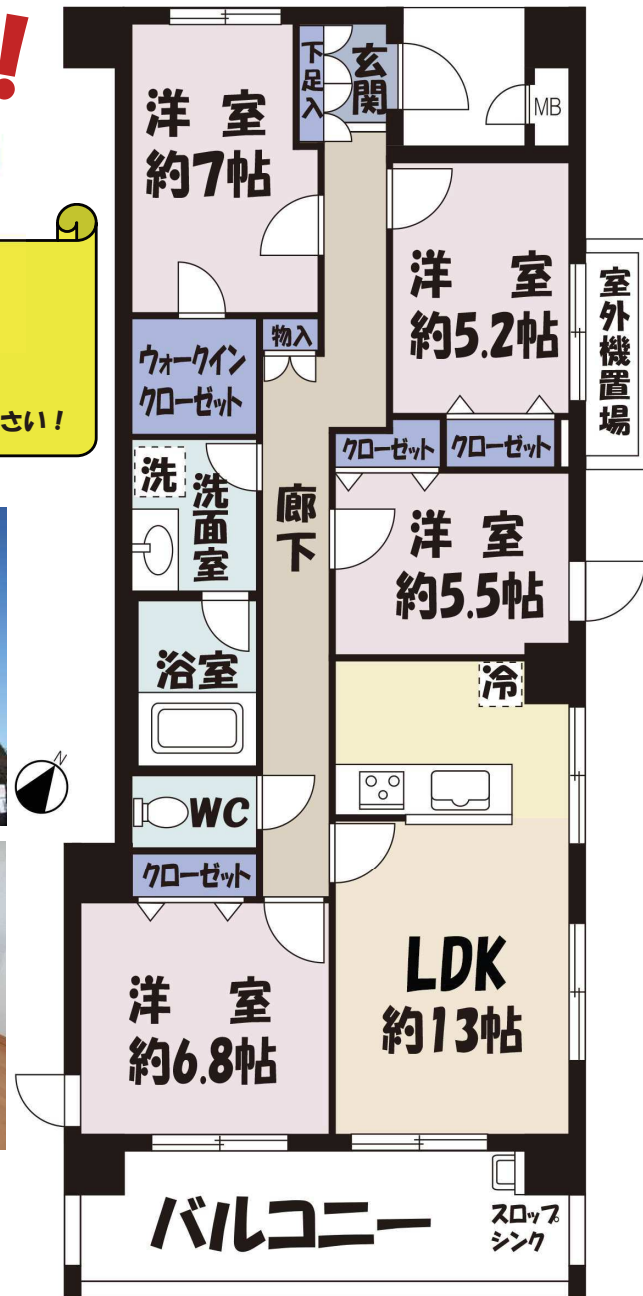 !
さい！
洋 室
約7帖
下足入
玄関
MB
洋 室
約5.2帖
室外機置場
ウォークイン
クローゼット
物入
クローゼット
クローゼット
洗
洗面室
廊下
洋 室
約5.5帖
浴室
冷
N
WC
クローゼット
洋 室
約6.8帖
LDK
約13帖
バルコニー
スロップ
シンク